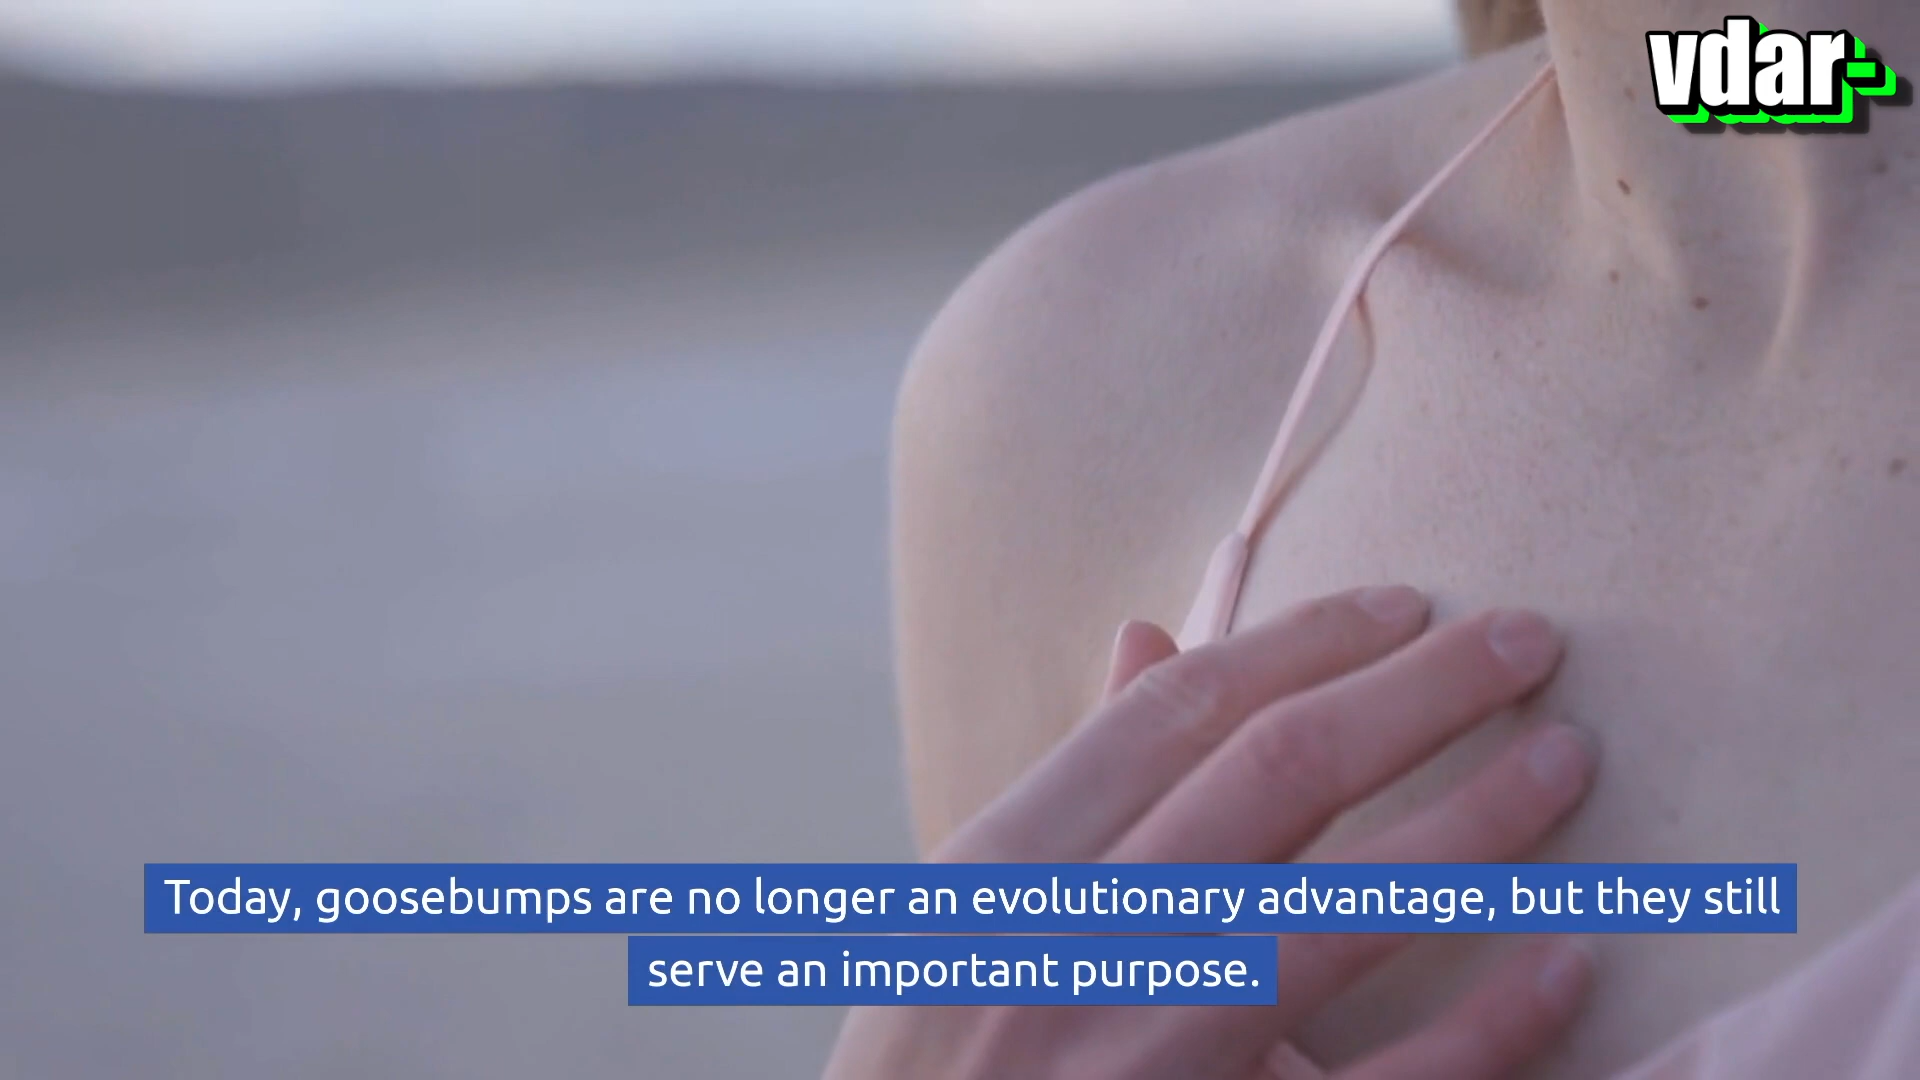 vdar-
Today, goosebumps are no longer an evolutionary advantage, but they still
serve an important purpose.